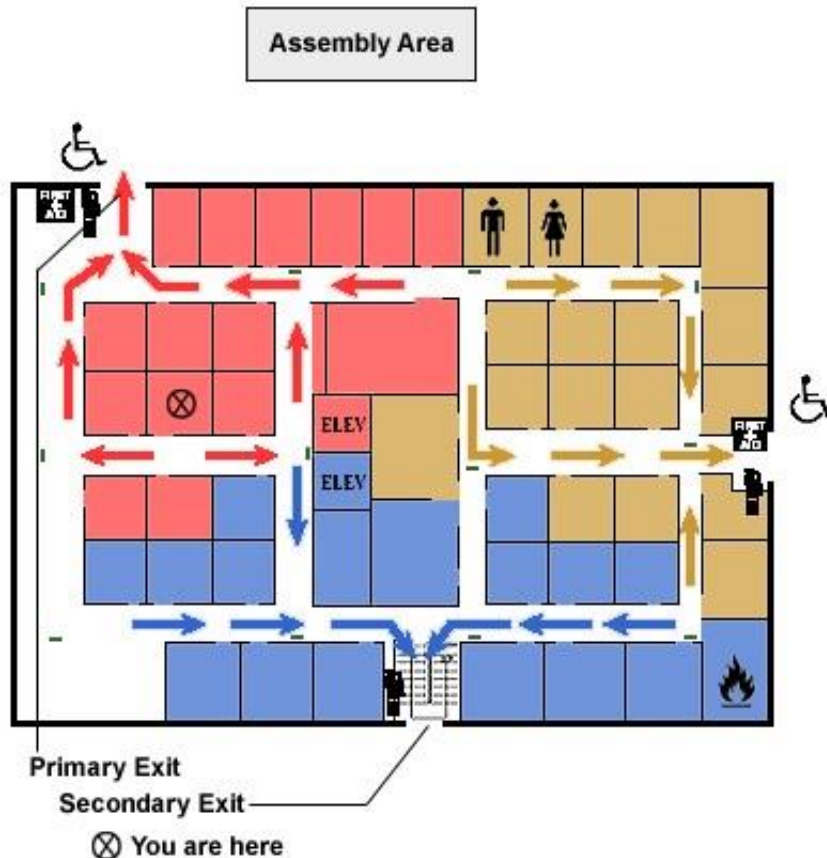 Assembly Area
FIRST
AID
ELEV
ELEV
FIRST
AID
Primary Exit
Secondary Exit
You are here